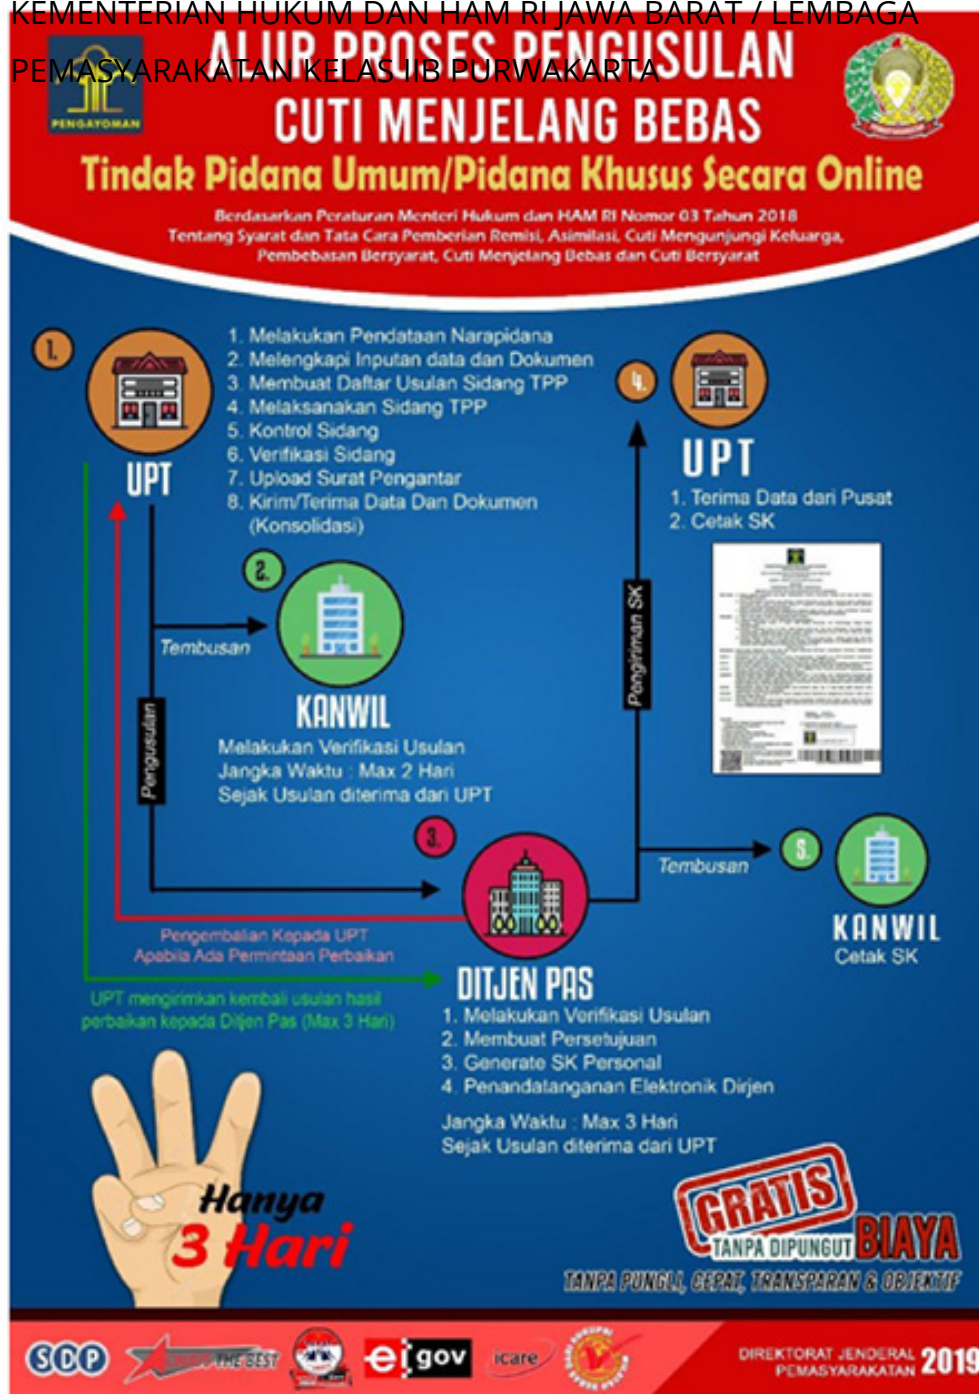 KEMENTERIAN HUKUM DAN HAM RI JAWA BARAT / LEMBAGA
PEMASYARAKATAN KELAS IIB PURWAKARTA
ALUR PROSES PENGUSULAN
CUTI MENJELANG BEBAS
PENGAYOMAN
Tindak Pidana Umum/Pidana Khusus Secara Online
Berdasarkan Peraturan Menteri Hukum dan HAM RI Nomor 03 Tahun 2018
Tentang Syarat dan Tata Cara Pemberian Remisi, Asimilasi, Cuti Mengunjungi Keluarga,
Pembebasan Bersyarat, Cuti Menjelang Bebas dan Cuti Bersyarat
1.
UPT
1. Melakukan Pendataan Narapidana
2. Melengkapi Inputan data dan Dokumen
3. Membuat Daftar Usulan Sidang TPP
4. Melaksanakan Sidang TPP
5. Kontrol Sidang
6. Verifikasi Sidang
7. Upload Surat Pengantar
8. Kirim/Terima Data Dan Dokumen
(Konsolidasi)
4.
UPT
1. Terima Data dari Pusat
2. Cetak SK
2.
Tembusan
KANWIL
Melakukan Verifikasi Usulan
Jangka Waktu : Max 2 Hari
Sejak Usulan diterima dari UPT
Pengusulan
Pengiriman SK
3.
Tembusan
5.
KANWIL
Cetak SK
Pengembalian Kepada UPT
Apabila Ada Permintaan Perbaikan
UPT mengirimkan kembali usulan hasil
perbaikan kepada Ditjen Pas (Max 3 Hari)
DITJEN PAS
1. Melakukan Verifikasi Usulan
2. Membuat Persetujuan
3. Generate SK Personal
4. Penandatanganan Elektronik Dirjen
Jangka Waktu : Max 3 Hari
Sejak Usulan diterima dari UPT
Hanya
3 Hari
GRATIS
TANPA DIPUNGUT BIAYA
TANPA PUNGLI, CEPAT, TRANSPARAN & OBJEKTIF
SDP
THE BEST
ei gov
icare
DIREKTORAT JENDERAL
PEMASYARAKATAN 2019